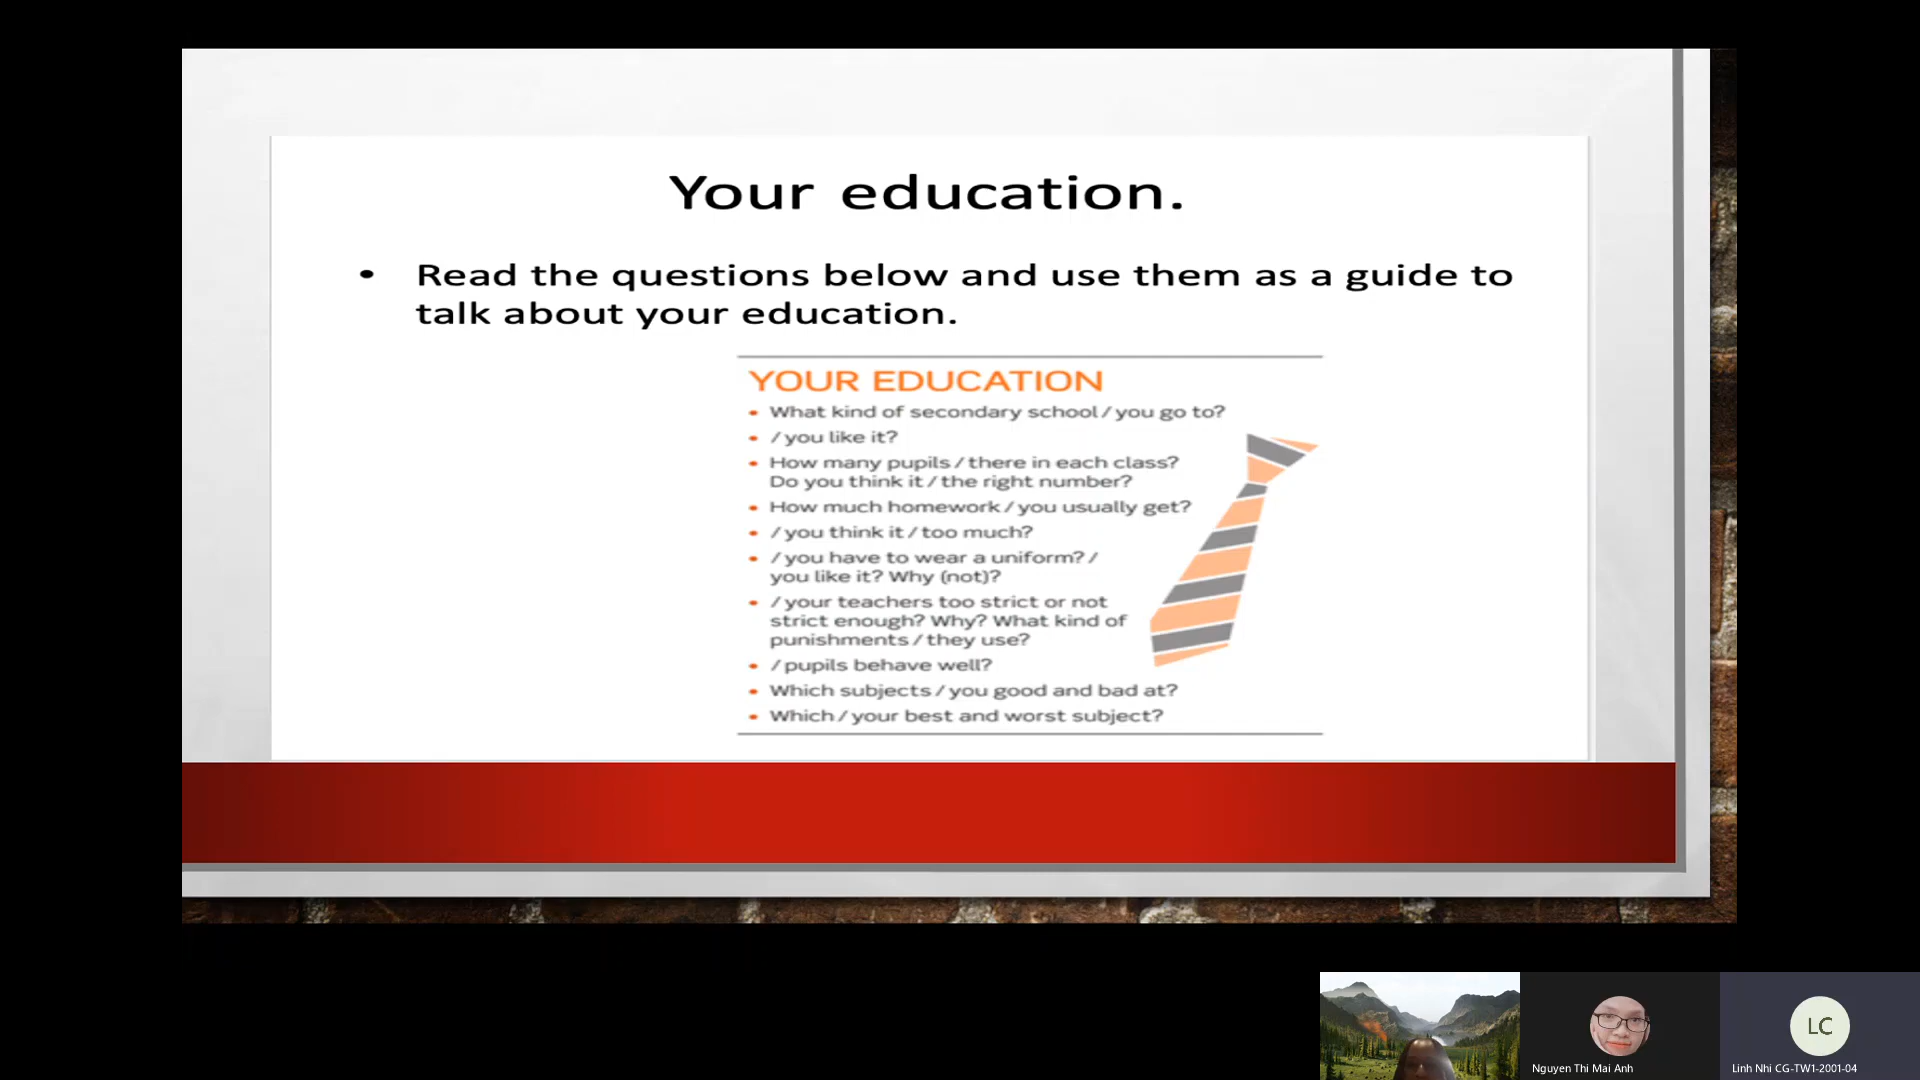 Your education.
• Read the questions below and use them as a guide to
talk about your education.
YOUR EDUCATION
• What kind of secondary school / you go to?
• / you like it?
• How many pupils / there in each class?
Do you think it / the right number?
• How much homework / you usually get?
• / you think it / too much?
• / you have to wear a uniform? /
you like it? Why (not)?
• / your teachers too strict or not
strict enough? Why? What kind of
punishments / they use?
• / pupils behave well?
• Which subjects / you good and bad at?
• Which / your best and worst subject?
LC
Nguyen Thi Mai Anh
Linh Nhi CG-TW1-2001-04